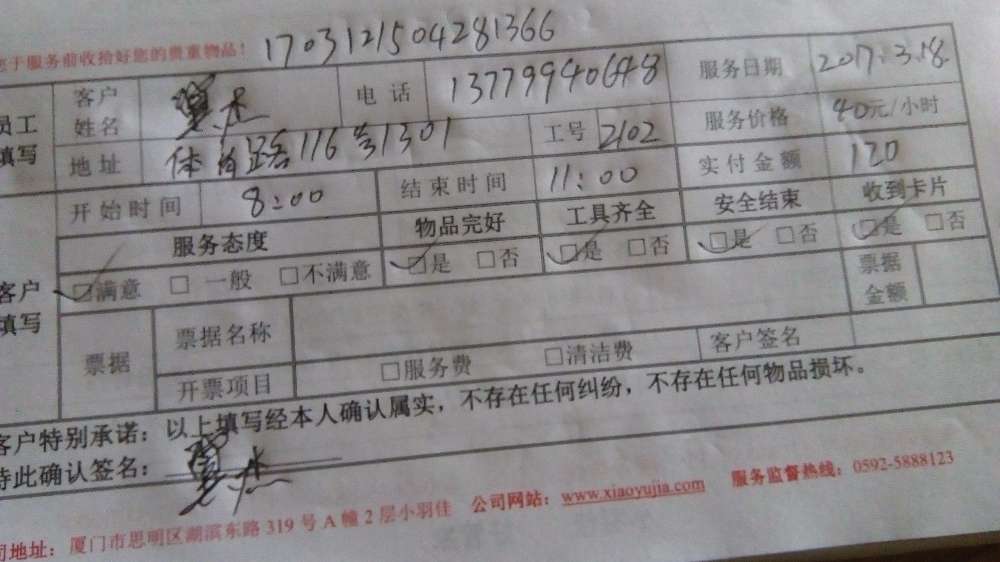 您于服务前收拾好您的贵重物品! 1703121504281366
员工填写 客户姓名 电话 13779940648 服务日期 2017.3.18.
地址 体育路116号1301 工号 2102 服务价格 40元/小时
开始时间 8:00 结束时间 11:00 实付金额 120
服务态度 物品完好 工具齐全 安全结束 收到卡片
客户填写 □满意 □一般 □不满意 □是 □否 □是 □否 □是 □否 □是 □否
票据 票据名称 票据金额
开票项目 □服务费 □清洁费 客户签名
客户特别承诺：以上填写经本人确认属实，不存在任何纠纷，不存在任何物品损坏。
特此确认签名：
司地址：厦门市思明区湖滨东路319号A幢2层小羽佳 公司网站：www.xiaoyujia.com 服务监督热线：0592-5888123